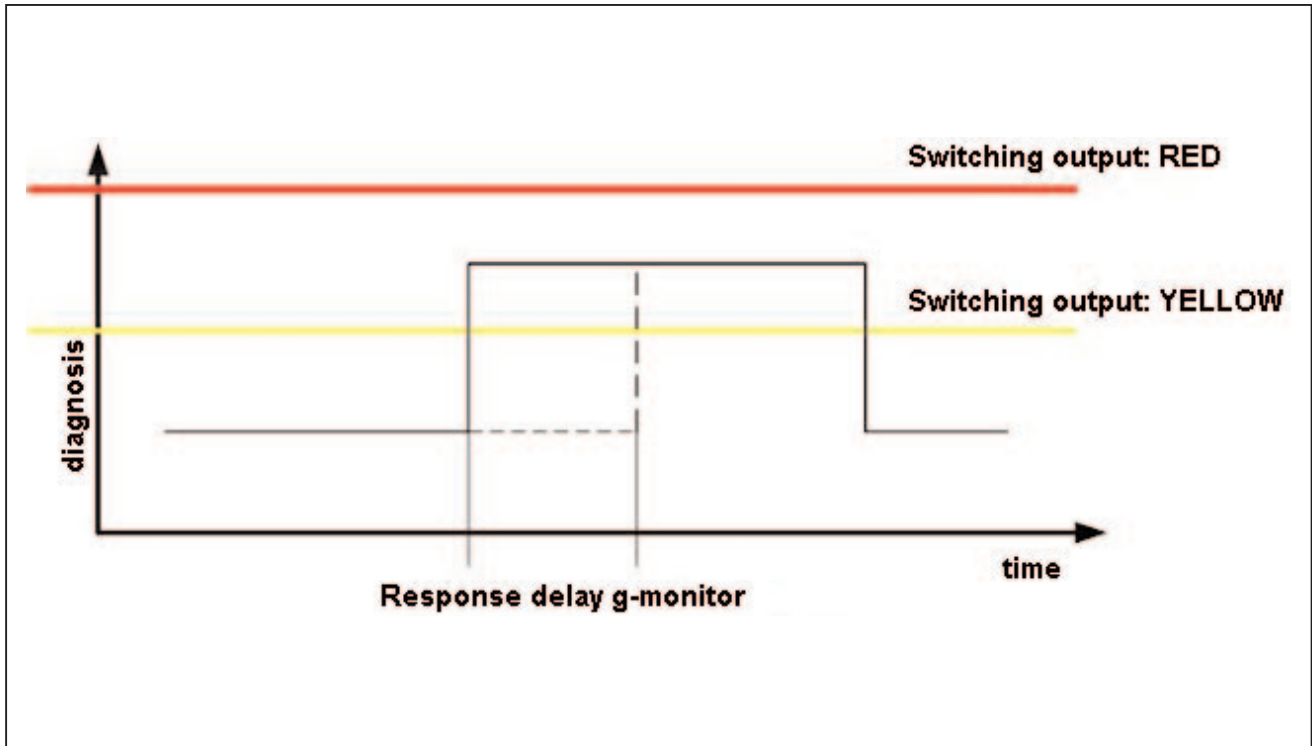 Switching output: RED
Switching output: YELLOW
diagnosis
time
Response delay g-monitor